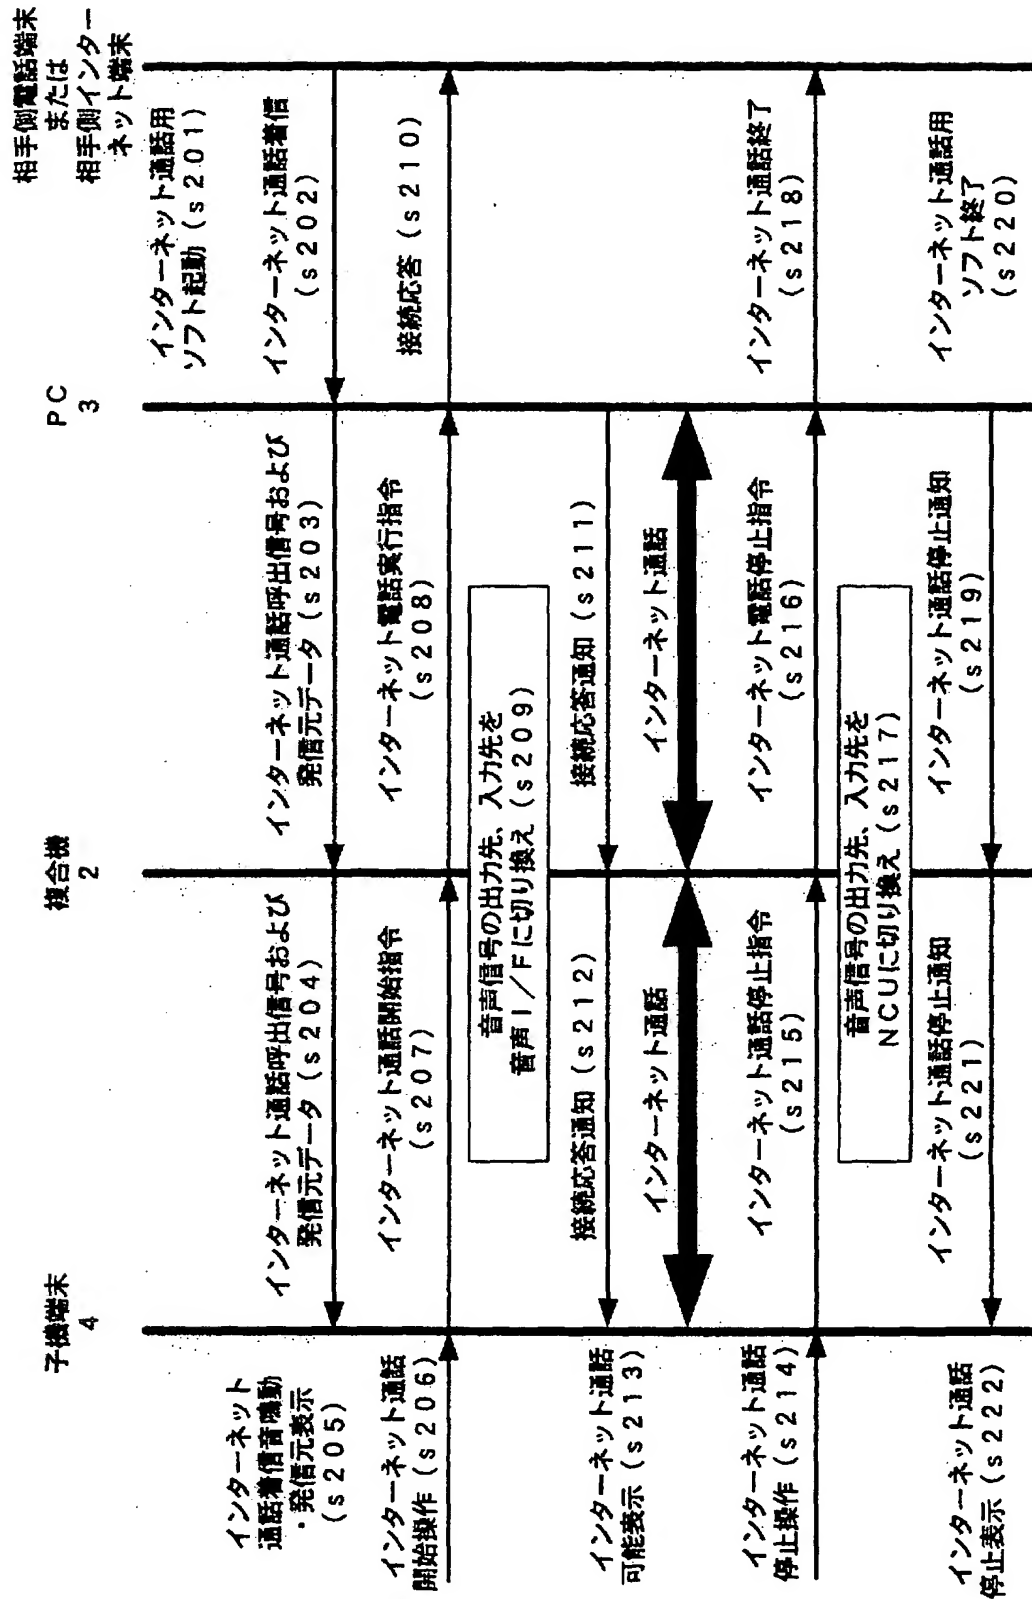 子機端末
4
複合機
2
PC
3
相手側電話端末
または
相手側インター
ネット端末
インターネット通話用
ソフト起動(s201)
インターネット通話着信
(s202)
インターネット通話呼出信号および
発信元データ(s203)
インターネット通話呼出信号および
発信元データ(s204)
インターネット
通話着信音鳴動
・発信元表示
(s205)
インターネット通話
開始操作(s206)
インターネット通話開始指令
(s207)
インターネット電話実行指令
(s208)
音声信号の出力先、入力先を
音声I/Fに切り換え(s209)
接続応答(s210)
接続応答通知(s211)
接続応答通知(s212)
インターネット通話
可能表示(s213)
インターネット通話
インターネット通話
インターネット通話
停止操作(s214)
インターネット通話停止指令
(s215)
インターネット電話停止指令
(s216)
音声信号の出力先、入力先を
NCUに切り換え(s217)
インターネット通話終了
(s218)
インターネット通話停止通知
(s219)
インターネット通話用
ソフト終了
(s220)
インターネット通話停止通知
(s221)
インターネット通話
停止表示(s222)